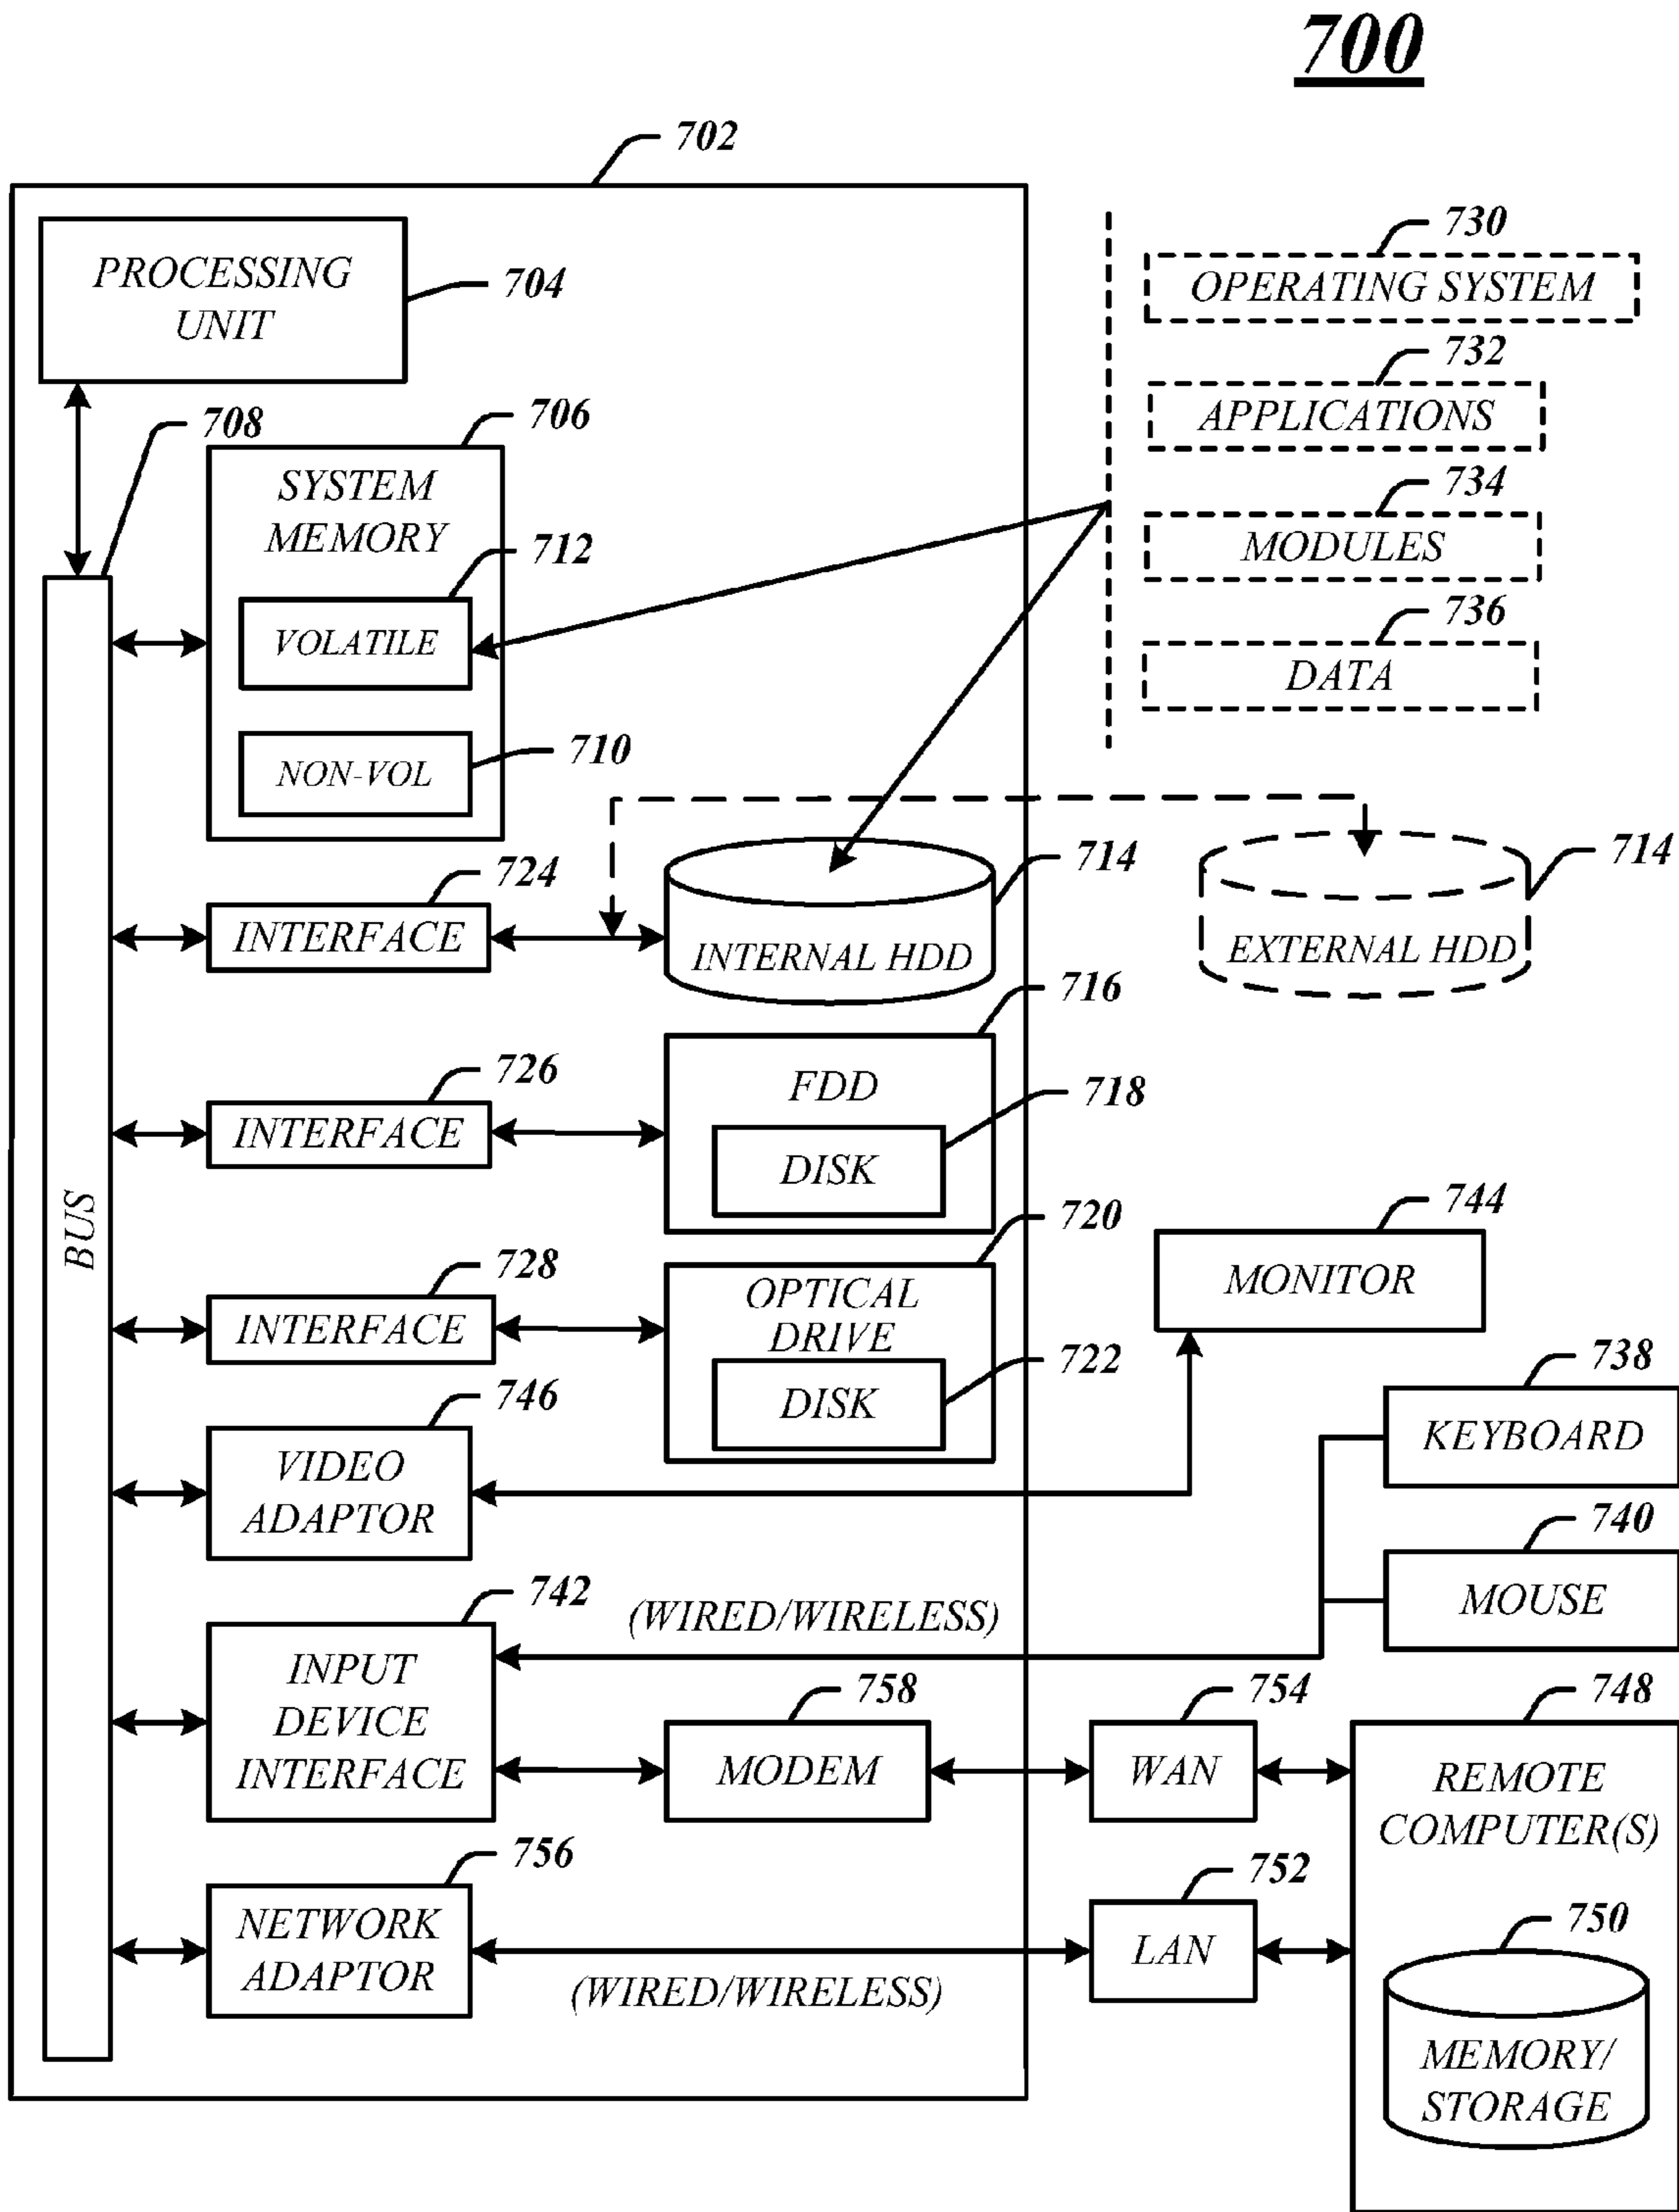 700
702
PROCESSING
UNIT
704
730
OPERATING SYSTEM
732
APPLICATIONS
734
MODULES
736
DATA
708
706
SYSTEM
MEMORY
712
VOLATILE
710
NON-VOL
724
INTERFACE
714
INTERNAL HDD
714
EXTERNAL HDD
716
FDD
718
DISK
726
INTERFACE
BUS
720
OPTICAL
DRIVE
722
DISK
728
INTERFACE
744
MONITOR
746
VIDEO
ADAPTOR
738
KEYBOARD
740
MOUSE
742
INPUT
DEVICE
INTERFACE
(WIRED/WIRELESS)
758
MODEM
754
WAN
748
REMOTE
COMPUTER(S)
756
NETWORK
ADAPTOR
(WIRED/WIRELESS)
752
LAN
750
MEMORY/
STORAGE